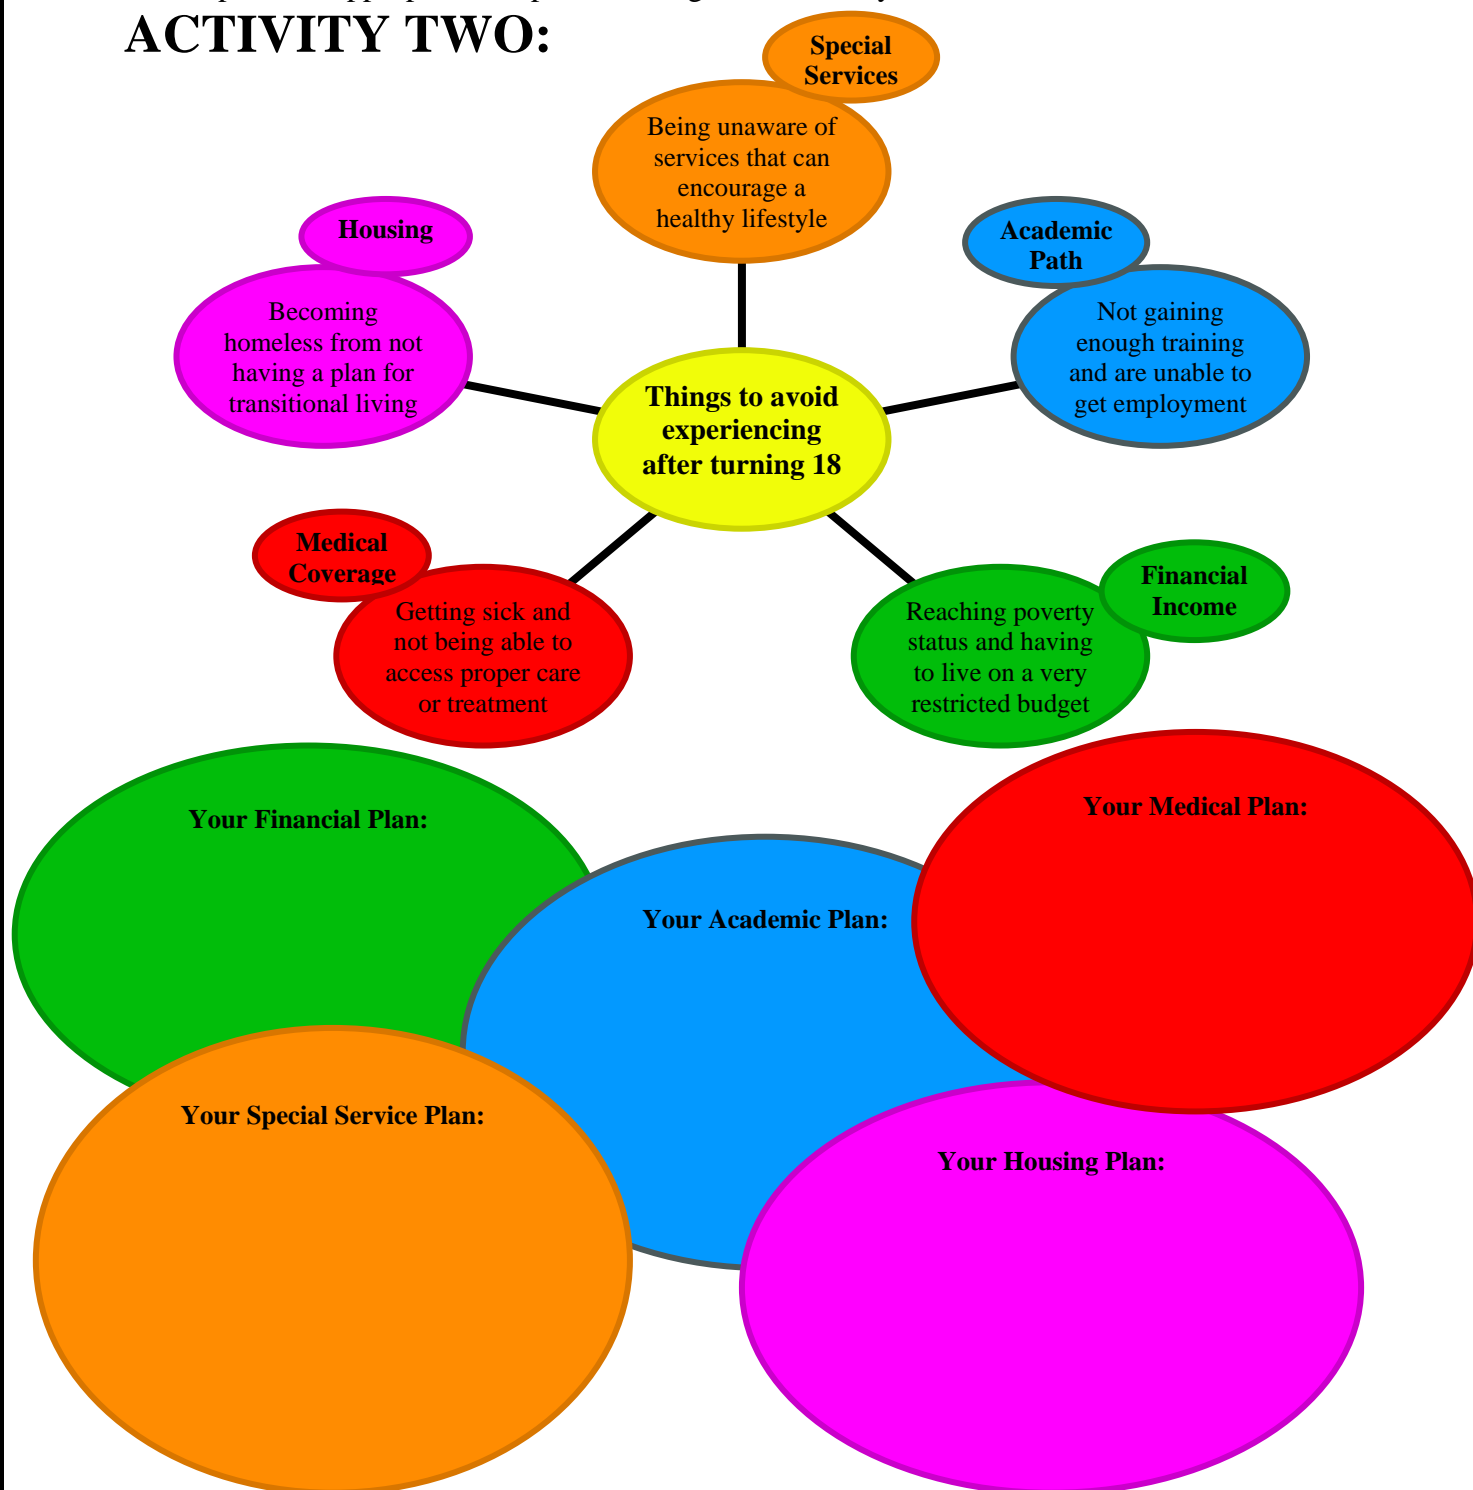 ACTIVITY TWO:
Special
Services
Being unaware of
services that can
encourage a
healthy lifestyle
Housing
Becoming
homeless from not
having a plan for
transitional living
Academic
Path
Not gaining
enough training
and are unable to
get employment
Things to avoid
experiencing
after turning 18
Medical
Coverage
Getting sick and
not being able to
access proper care
or treatment
Financial
Income
Reaching poverty
status and having
to live on a very
restricted budget
Your Financial Plan:
Your Medical Plan:
Your Academic Plan:
Your Special Service Plan:
Your Housing Plan: